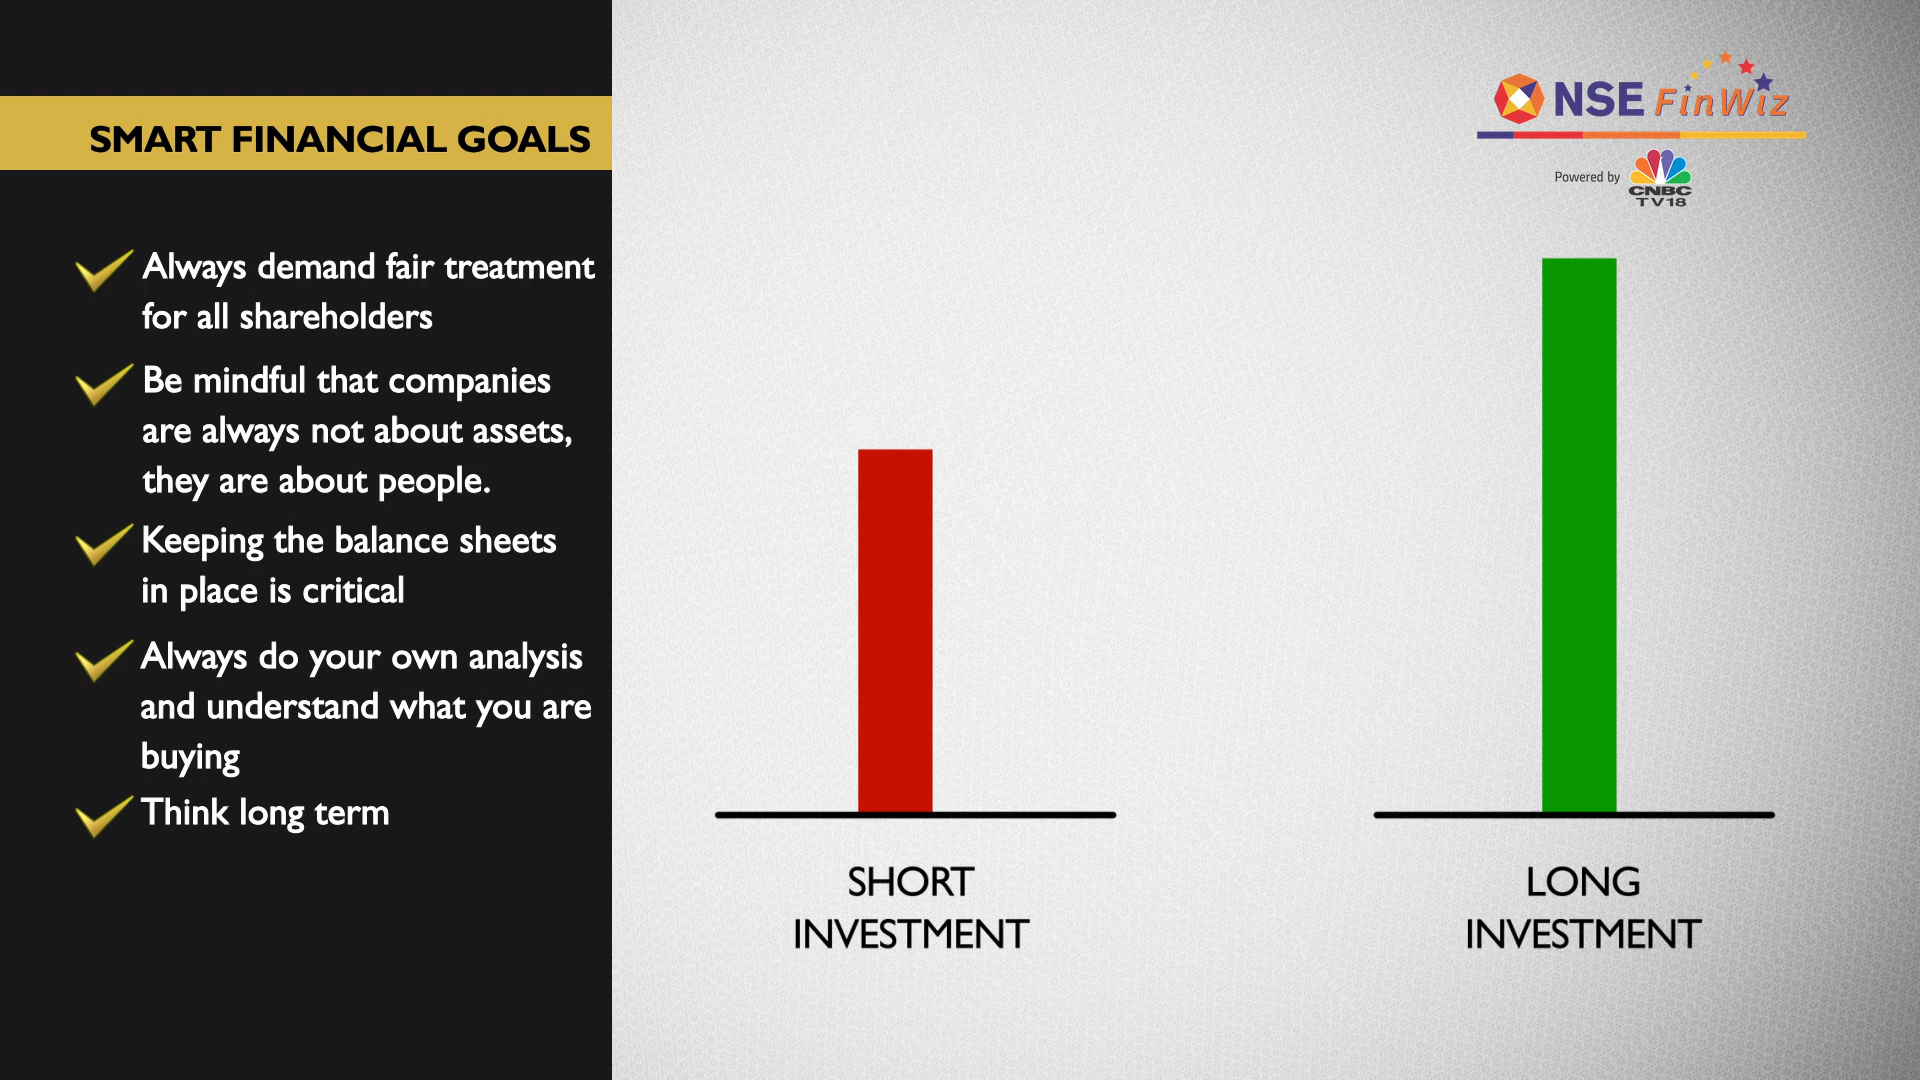 SMART FINANCIAL GOALS
Always demand fair treatment
for all shareholders
Be mindful that companies
are always not about assets,
they are about people.
Keeping the balance sheets
in place is critical
Always do your own analysis
and understand what you are
buying
Think long term
NSE FinWiz
Powered by
CNBC
TV18
SHORT
INVESTMENT
LONG
INVESTMENT